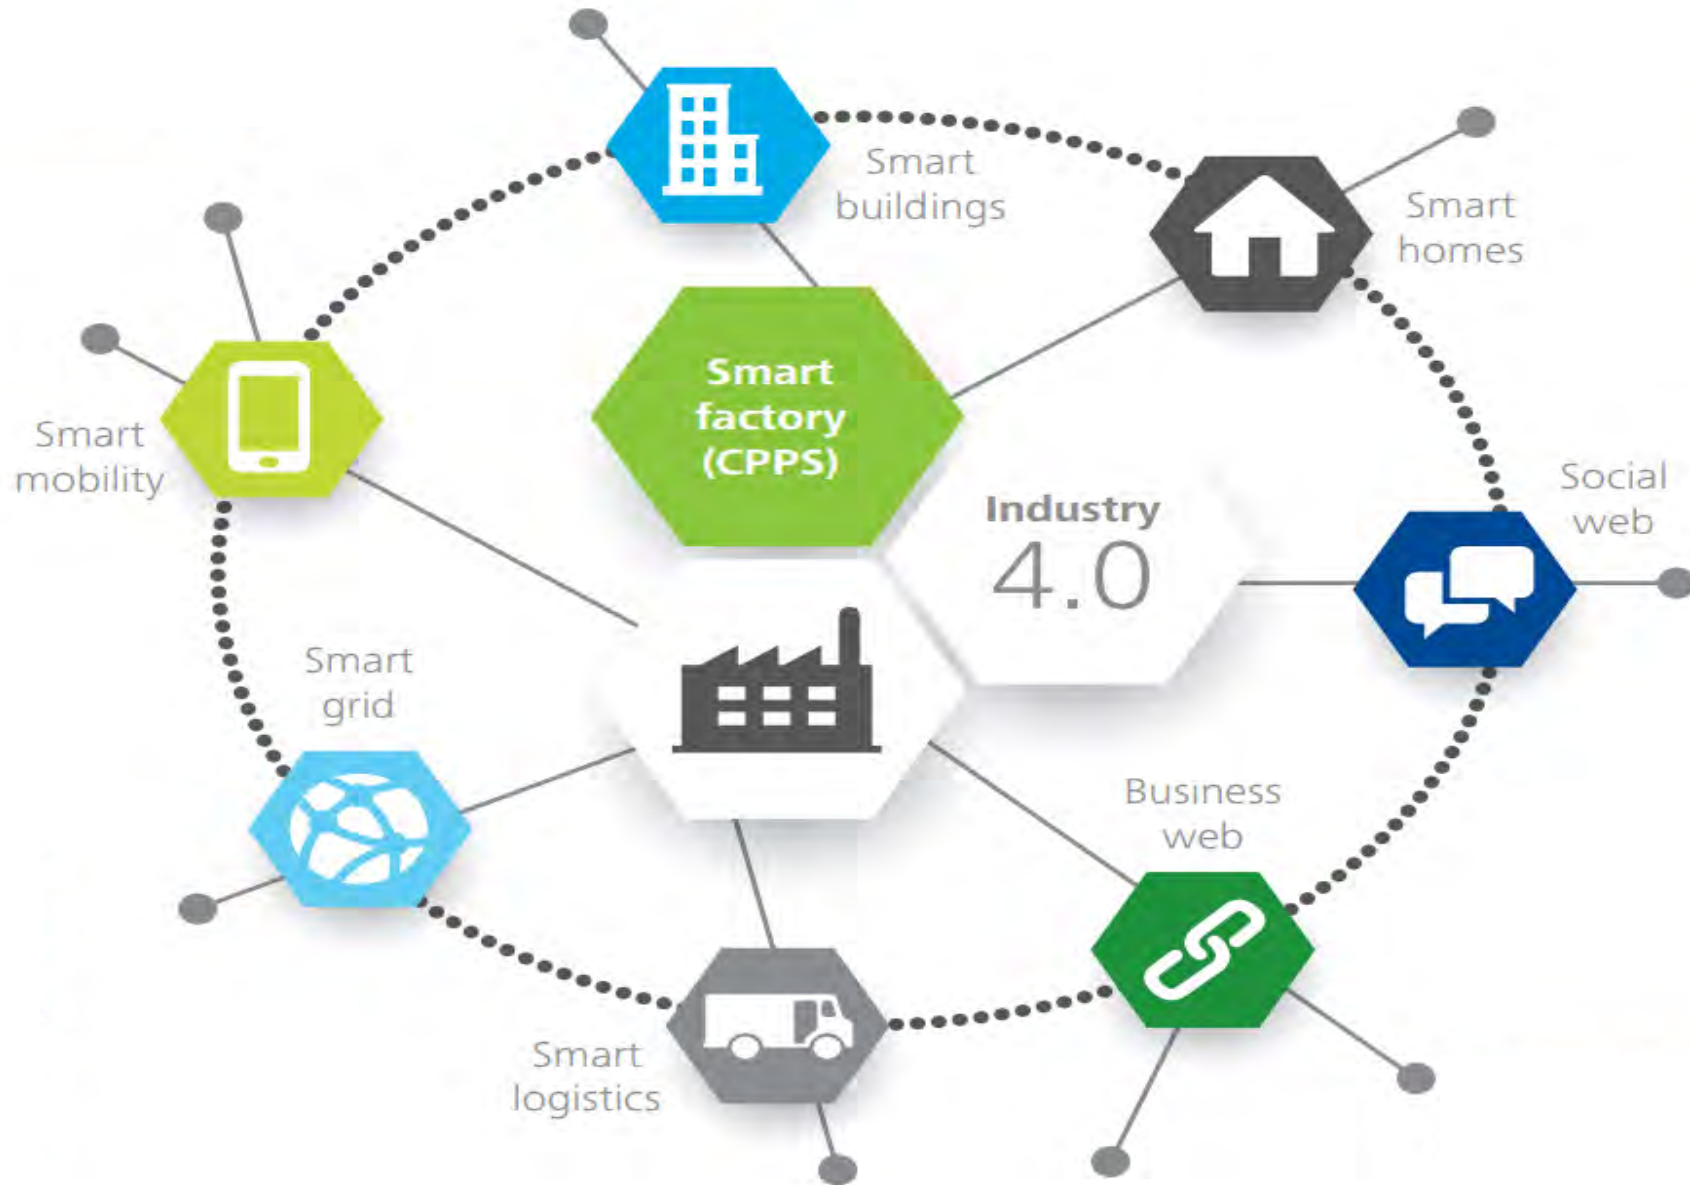 Smart
buildings
Smart
homes
Smart
factory
(CPPS)
Smart
mobility
Industry
4.0
Social
web
Smart
grid
Business
web
Smart
logistics